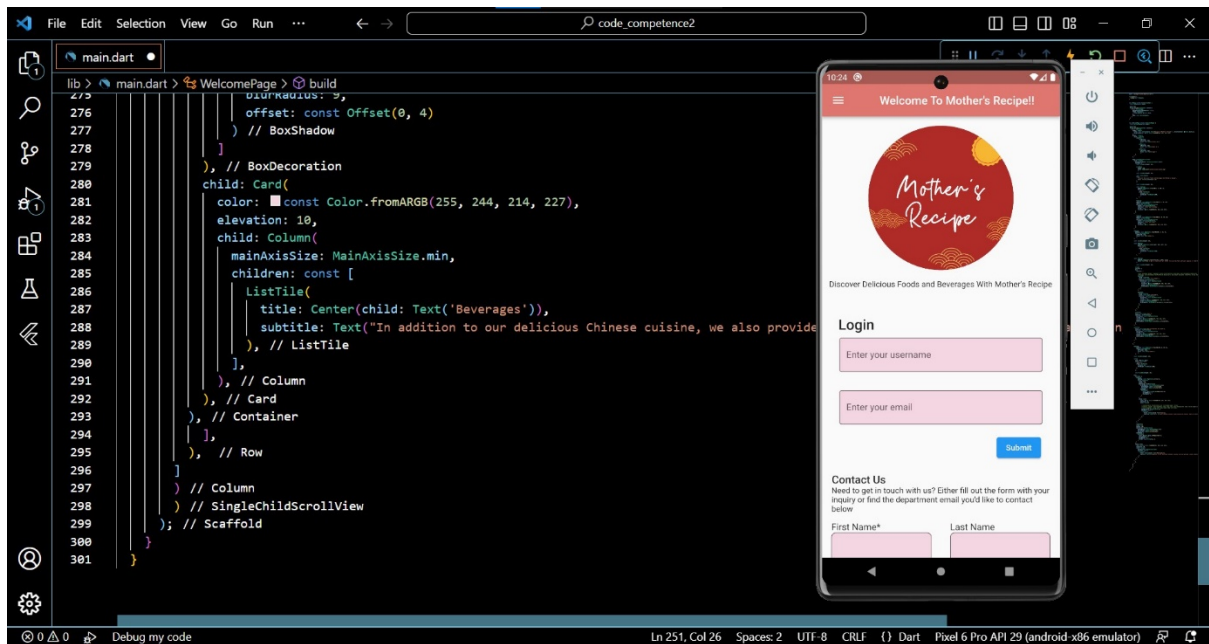 File Edit Selection View Go Run ··· code_competence2
main.dart
lib > main.dart > WelcomePage > build
275 blurRadius: 9,
276 offset: const Offset(0, 4)
277 ) // BoxShadow
278 ]
279 ), // BoxDecoration
280 child: Card(
281 color: const Color.fromARGB(255, 244, 214, 227),
282 elevation: 10,
283 child: Column(
284 mainAxisSize: MainAxisSize.min,
285 children: const [
286 ListTile(
287 title: Center(child: Text('Beverages')),
288 subtitle: Text("In addition to our delicious Chinese cuisine, we also provide
289 ), // ListTile
290 ],
291 ), // Column
292 ), // Card
293 ), // Container
294 ],
295 ), // Row
296 ]
297 ) // Column
298 ) // SingleChildScrollView
299 ); // Scaffold
300 }
301 }
10:24
Welcome To Mother's Recipe!!
Mother's
Recipe
Discover Delicious Foods and Beverages With Mother's Recipe
Login
Enter your username
Enter your email
Submit
Contact Us
Need to get in touch with us? Either fill out the form with your
inquiry or find the department email you'd like to contact
below
First Name* Last Name
0 0 Debug my code Ln 251, Col 26 Spaces: 2 UTF-8 CRLF {} Dart Pixel 6 Pro API 29 (android-x86 emulator)